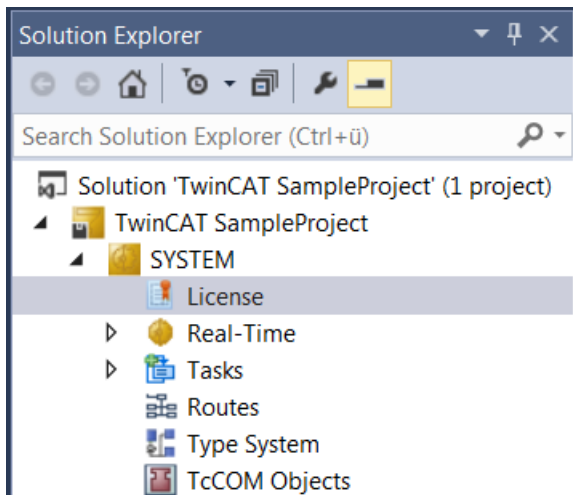 Solution Explorer
Search Solution Explorer (Ctrl+ü)
Solution 'TwinCAT SampleProject' (1 project)
TwinCAT SampleProject
SYSTEM
License
Real-Time
Tasks
Routes
Type System
TcCOM Objects